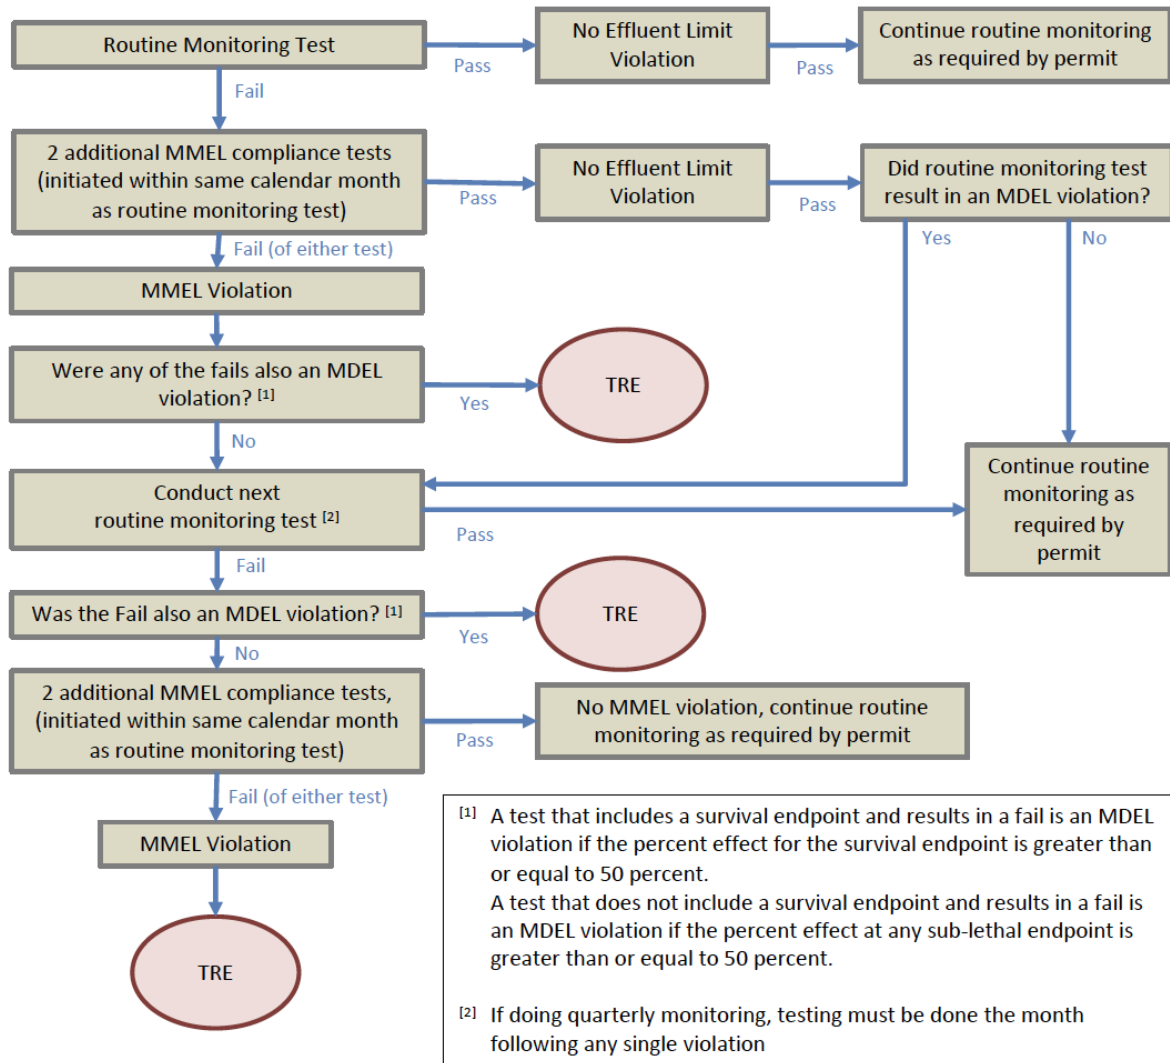 Routine Monitoring Test
Pass
No Effluent Limit
Violation
Pass
Continue routine monitoring
as required by permit
Fail
2 additional MMEL compliance tests
(initiated within same calendar month
as routine monitoring test)
Pass
No Effluent Limit
Violation
Pass
Did routine monitoring test
result in an MDEL violation?
Yes
No
Fail (of either test)
MMEL Violation
Were any of the fails also an MDEL
violation? [1]
Yes
TRE
No
Conduct next
routine monitoring test [2]
Pass
Continue routine
monitoring as
required by
permit
Fail
Was the Fail also an MDEL violation? [1]
Yes
TRE
No
2 additional MMEL compliance tests,
(initiated within same calendar month
as routine monitoring test)
Pass
No MMEL violation, continue routine
monitoring as required by permit
Fail (of either test)
MMEL Violation
TRE
[1] A test that includes a survival endpoint and results in a fail is an MDEL
violation if the percent effect for the survival endpoint is greater than
or equal to 50 percent.
A test that does not include a survival endpoint and results in a fail is
an MDEL violation if the percent effect at any sub-lethal endpoint is
greater than or equal to 50 percent.
[2] If doing quarterly monitoring, testing must be done the month
following any single violation